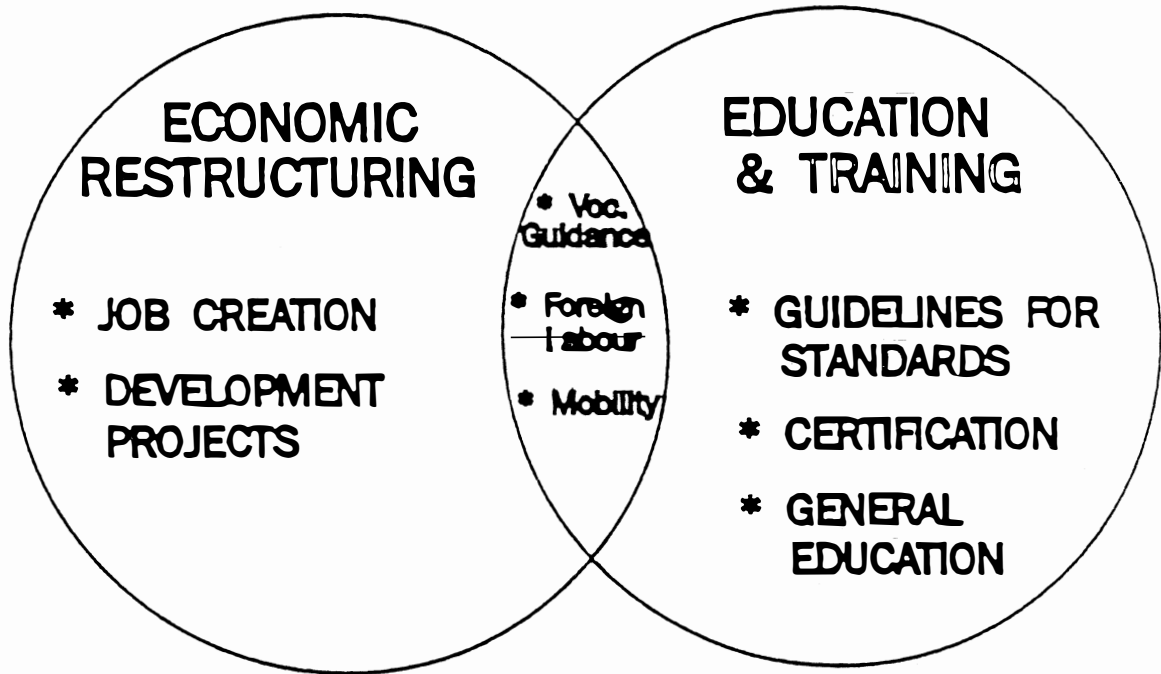 ECONOMIC
RESTRUCTURING
* JOB CREATION
* DEVELOPMENT
PROJECTS
* Voc.
Guidance
* Foreign
Labour
* Mobility
EDUCATION
& TRAINING
* GUIDELINES FOR
STANDARDS
* CERTIFICATION
* GENERAL
EDUCATION